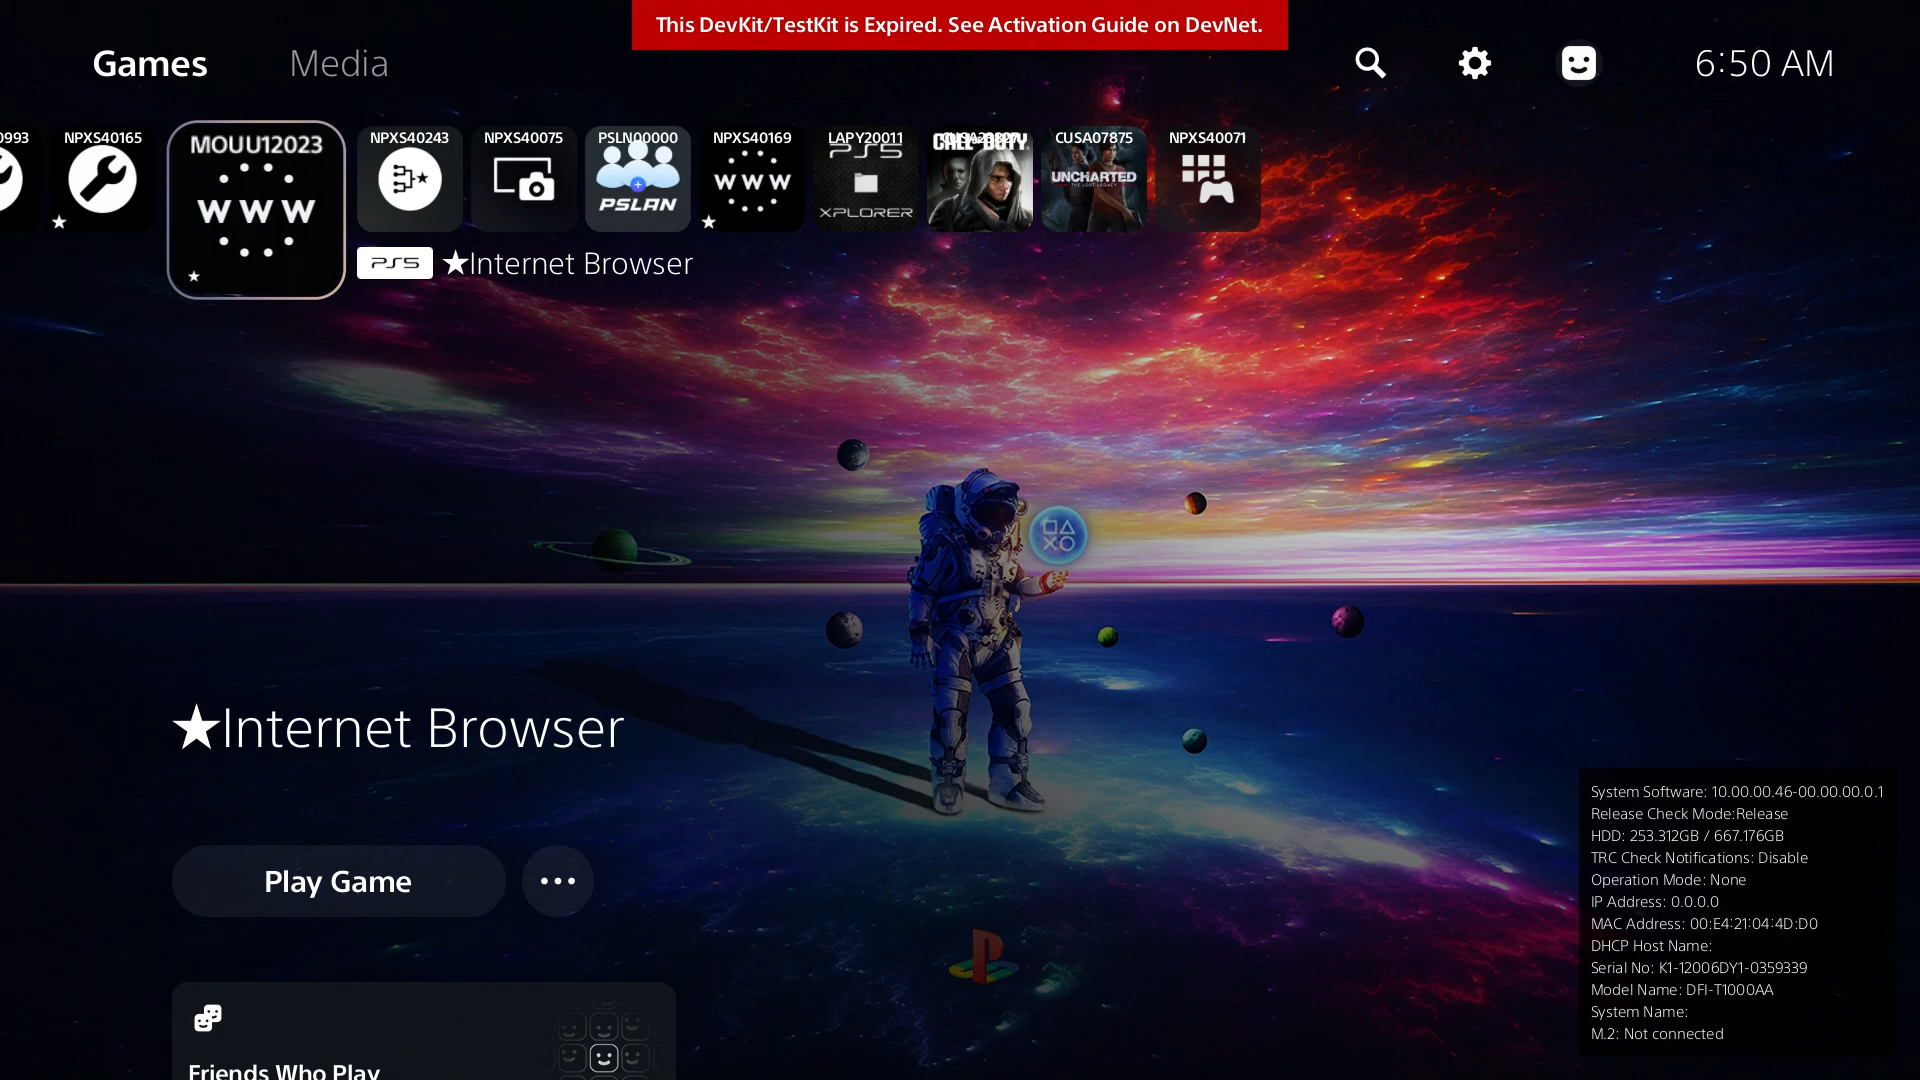 This DevKit/TestKit is Expired. See Activation Guide on DevNet.
Games
Media
6:50 AM
0993
NPXS40165
MOUU12023
WWW
NPXS40243
NPXS40075
PSLN00000
PSLAN
NPXS40169
WWW
LAPY20011
PS5
XPLORER
CALL OF DUTY
CUSA07875
UNCHARTED
THE LOST LEGACY
NPXS40071
PS5 ★Internet Browser
★Internet Browser
Play Game
•••
Friends Who Play
System Software: 10.00.00.46-00.00.00.0.1
Release Check Mode:Release
HDD: 253.312GB / 667.176GB
TRC Check Notifications: Disable
Operation Mode: None
IP Address: 0.0.0.0
MAC Address: 00:E4:21:04:4D:D0
DHCP Host Name:
Serial No: K1-12006DY1-0359339
Model Name: DFI-T1000AA
System Name:
M.2: Not connected